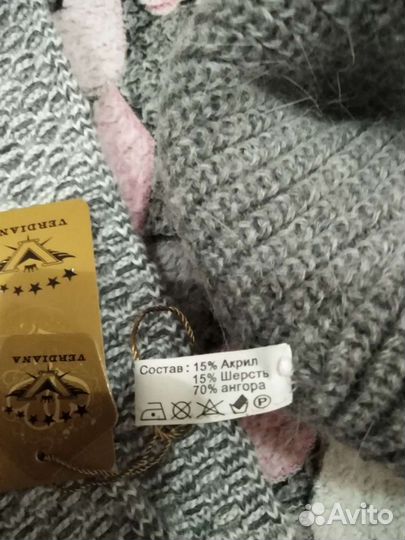 VERDIANA
VERDIANA
Состав : 15% Акрил
15% Шерсть
70% ангора
P
Avito